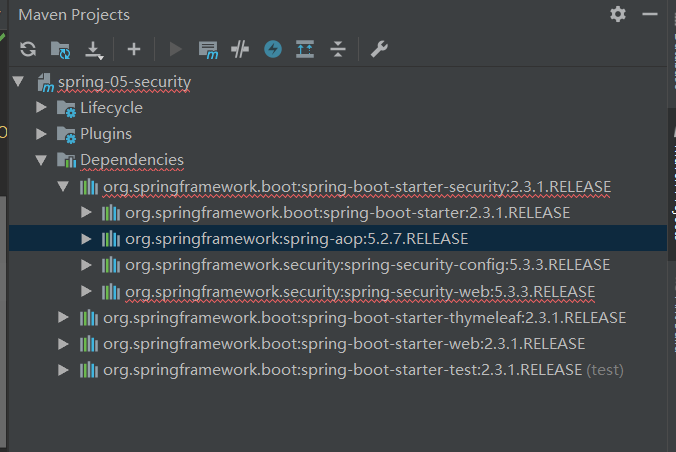 Maven Projects
spring-05-security
Lifecycle
Plugins
Dependencies
org.springframework.boot:spring-boot-starter-security:2.3.1.RELEASE
org.springframework.boot:spring-boot-starter:2.3.1.RELEASE
org.springframework:spring-aop:5.2.7.RELEASE
org.springframework.security:spring-security-config:5.3.3.RELEASE
org.springframework.security:spring-security-web:5.3.3.RELEASE
org.springframework.boot:spring-boot-starter-thymeleaf:2.3.1.RELEASE
org.springframework.boot:spring-boot-starter-web:2.3.1.RELEASE
org.springframework.boot:spring-boot-starter-test:2.3.1.RELEASE (test)